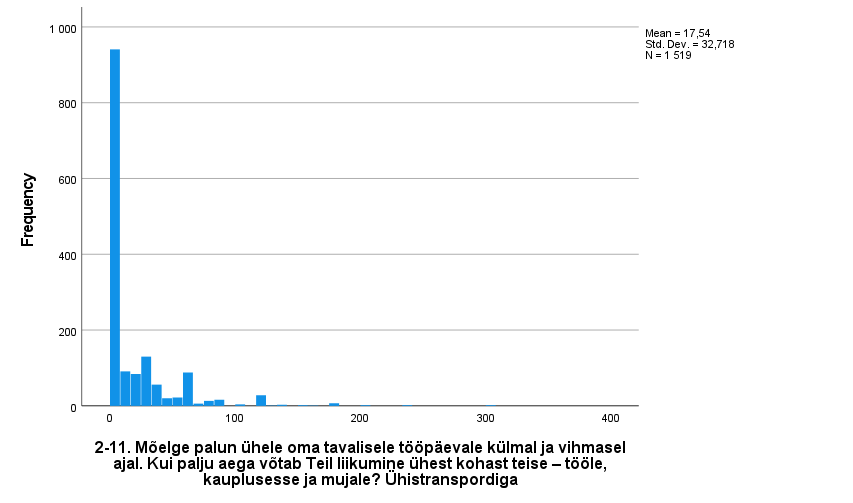 Mean = 17,54
Std. Dev. = 32,718
N = 1 519
1 000
800
600
400
200
0
Frequency
0 100 200 300 400
2-11. Mõelge palun ühele oma tavalisele tööpäevale külmal ja vihmasel
ajal. Kui palju aega võtab Teil liikumine ühest kohast teise – tööle,
kauplusesse ja mujale? Ühistranspordiga